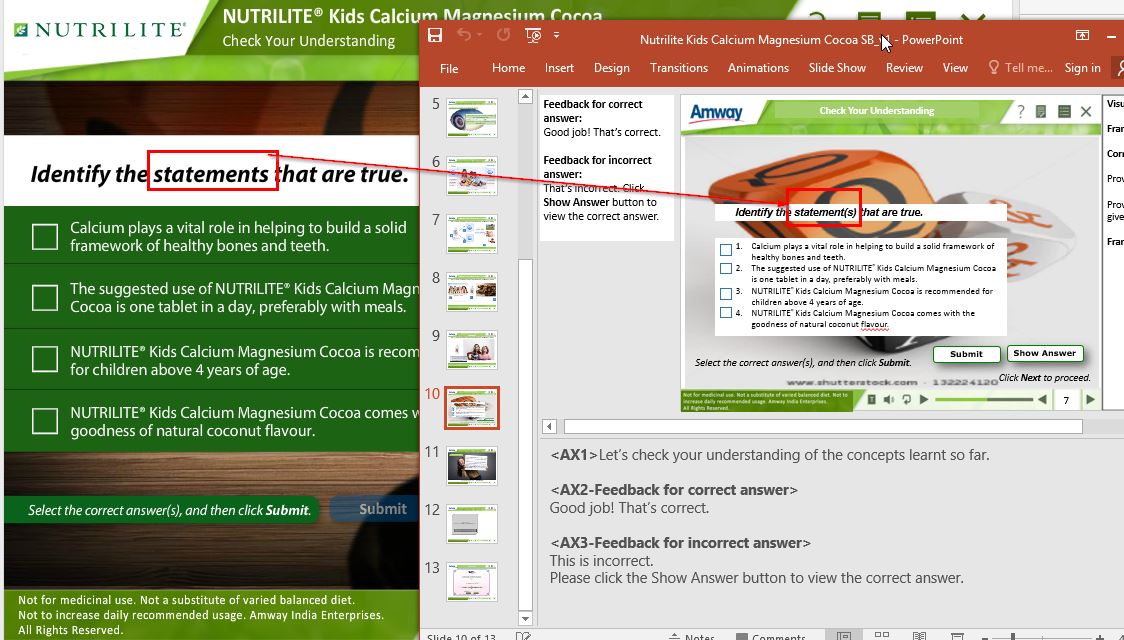 NUTRILITE®
NUTRILITE® Kids Calcium Magnesium Cocoa
Check Your Understanding
Identify the statements that are true.
Calcium plays a vital role in helping to build a solid
framework of healthy bones and teeth.
The suggested use of NUTRILITE® Kids Calcium Magn
Cocoa is one tablet in a day, preferably with meals.
NUTRILITE® Kids Calcium Magnesium Cocoa is recom
for children above 4 years of age.
NUTRILITE® Kids Calcium Magnesium Cocoa comes w
goodness of natural coconut flavour.
Select the correct answer(s), and then click Submit.
Submit
Not for medicinal use. Not a substitute of varied balanced diet.
Not to increase daily recommended usage. Amway India Enterprises.
All Rights Reserved.
Nutrilite Kids Calcium Magnesium Cocoa SB_v1 - PowerPoint
File Home Insert Design Transitions Animations Slide Show Review View Tell me... Sign in
5
6
7
8
9
10
11
12
13
Feedback for correct
answer:
Good job! That's correct.
Feedback for incorrect
answer:
That's incorrect. Click
Show Answer button to
view the correct answer.
Amway
Check Your Understanding
?
Identify the statement(s) that are true.
1. Calcium plays a vital role in helping to build a solid framework of
healthy bones and teeth.
2. The suggested use of NUTRILITE® Kids Calcium Magnesium Cocoa
is one tablet in a day, preferably with meals.
3. NUTRILITE® Kids Calcium Magnesium Cocoa is recommended for
children above 4 years of age.
4. NUTRILITE® Kids Calcium Magnesium Cocoa comes with the
goodness of natural coconut flavour.
Select the correct answer(s), and then click Submit.
Submit
Show Answer
Click Next to proceed.
www.shutterstock.com · 132224120
Not for medicinal use. Not a substitute of varied balanced diet. Not to
increase daily recommended usage. Amway India Enterprises.
All Rights Reserved.
7
Visu
Fran
Corr
Prov
Prov
give
Fran
<AX1>Let's check your understanding of the concepts learnt so far.
<AX2-Feedback for correct answer>
Good job! That's correct.
<AX3-Feedback for incorrect answer>
This is incorrect.
Please click the Show Answer button to view the correct answer.
Slide 10 of 13
Notes
Comments